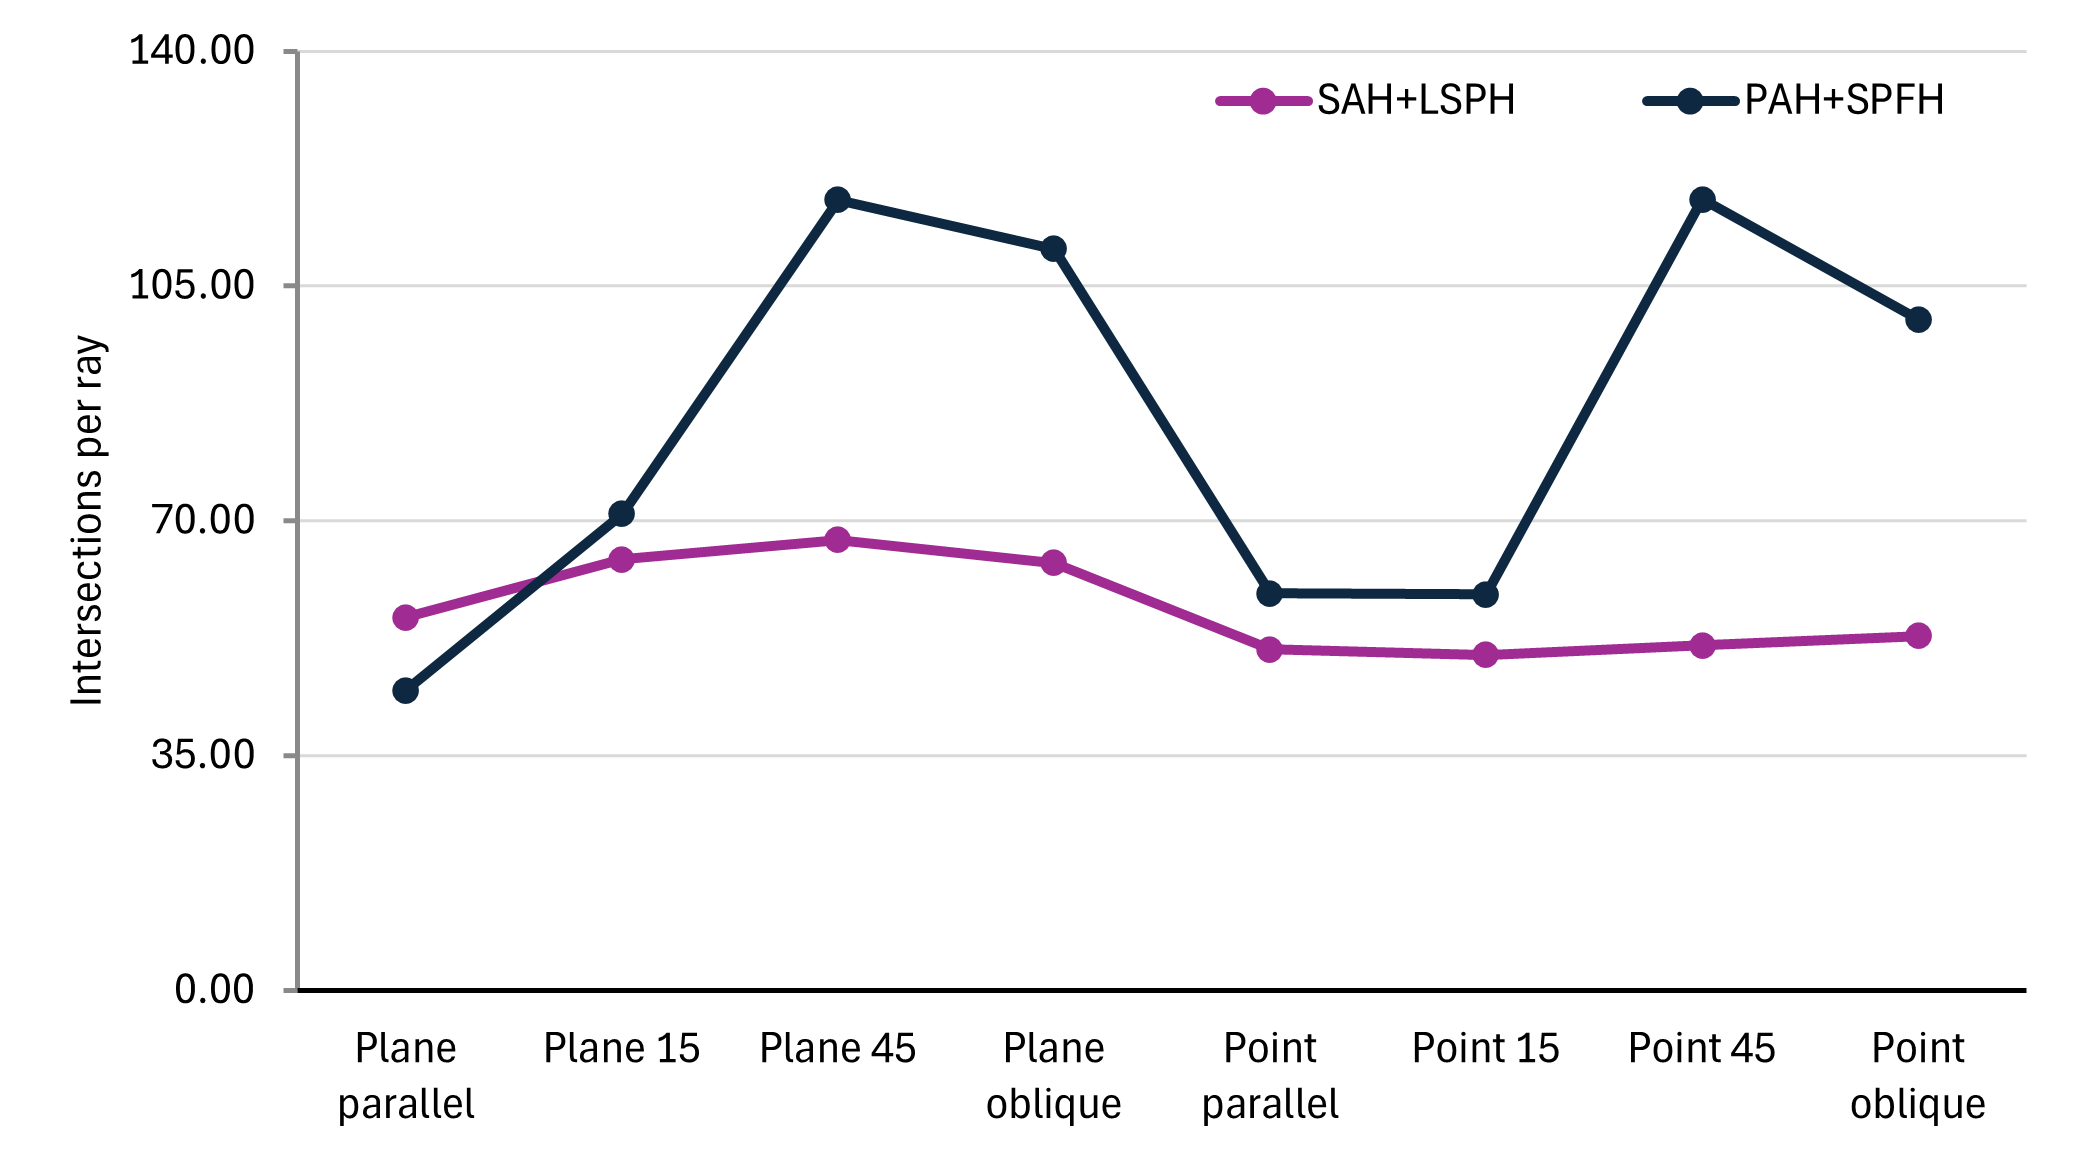 140.00
SAH+LSPH
PAH+SPFH
105.00
Intersections per ray
70.00
35.00
0.00
Plane parallel
Plane 15
Plane 45
Plane oblique
Point parallel
Point 15
Point 45
Point oblique